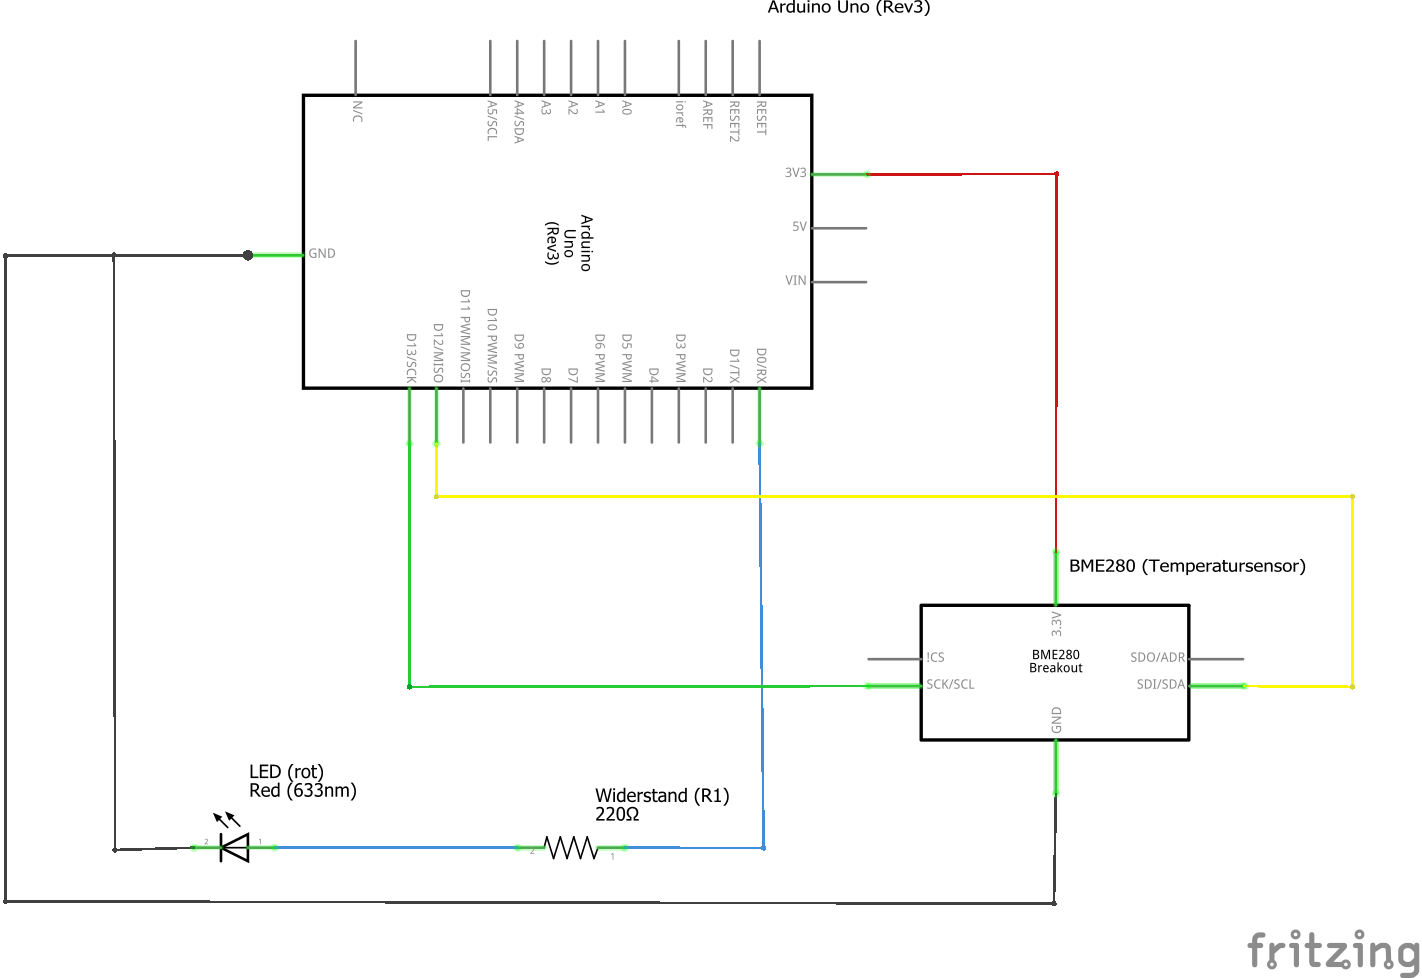 Arduino Uno (Rev3)
N/C
A5/SCL
A4/SDA
A3
A2
A1
A0
ioref
AREF
RESET2
RESET
3V3
5V
VIN
Arduino
Uno
(Rev3)
GND
D13/SCK
D12/MISO
D11 PWM/MOSI
D10 PWM/SS
D9 PWM
D8
D7
D6 PWM
D5 PWM
D4
D3 PWM
D2
D1/TX
D0/RX
BME280 (Temperatursensor)
3.3V
BME280
Breakout
!CS
SDO/ADR
SCK/SCL
SDI/SDA
GND
LED (rot)
Red (633nm)
2
1
Widerstand (R1)
220Ω
2
1
fritzing